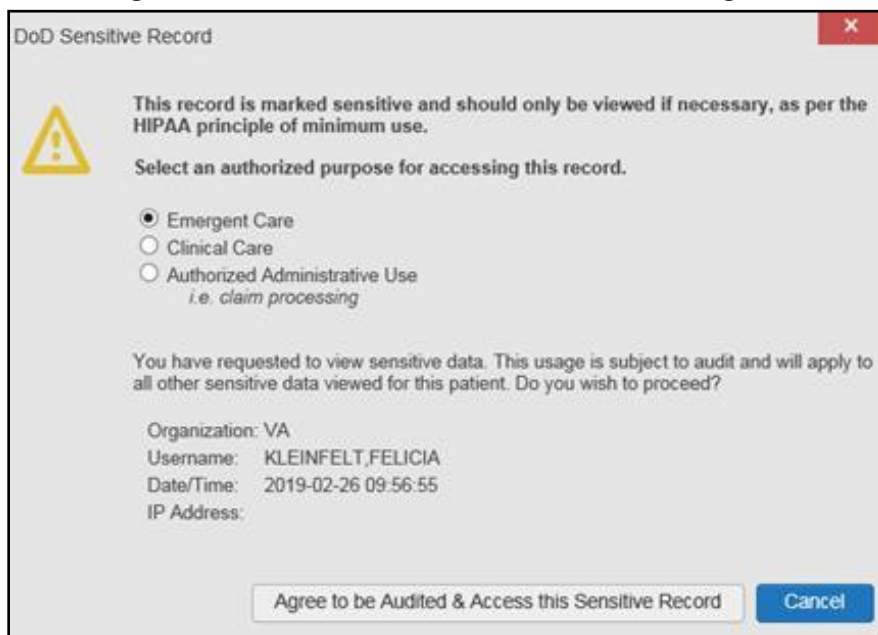 DoD Sensitive Record
This record is marked sensitive and should only be viewed if necessary, as per the
HIPAA principle of minimum use.
Select an authorized purpose for accessing this record.
Emergent Care
Clinical Care
Authorized Administrative Use
i.e. claim processing
You have requested to view sensitive data. This usage is subject to audit and will apply to
all other sensitive data viewed for this patient. Do you wish to proceed?
Organization: VA
Username: KLEINFELT,FELICIA
Date/Time: 2019-02-26 09:56:55
IP Address:
Agree to be Audited & Access this Sensitive Record
Cancel